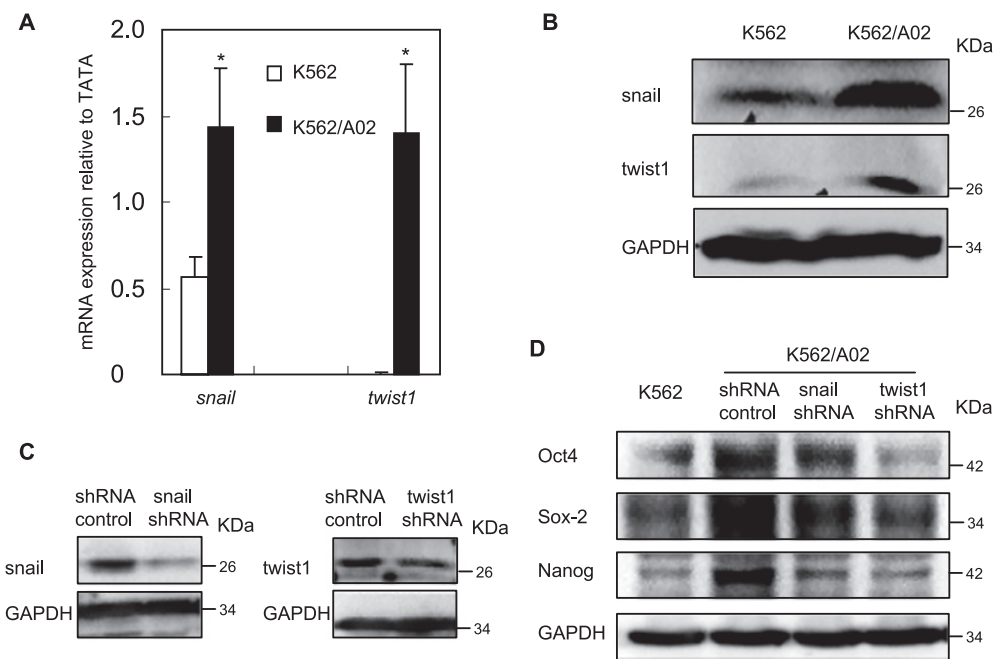 A
mRNA expression relative to TATA
2.0
1.5
1.0
0.5
0
*
*
K562
K562/A02
snail
twist1
B
K562 K562/A02
KDa
snail
26
twist1
26
GAPDH
34
C
shRNA snail
control shRNA KDa
snail
26
GAPDH
34
shRNA twist1
control shRNA KDa
twist1
26
GAPDH
34
D
K562/A02
K562
shRNA snail twist1
control shRNA shRNA
KDa
Oct4
42
Sox-2
34
Nanog
42
GAPDH
34